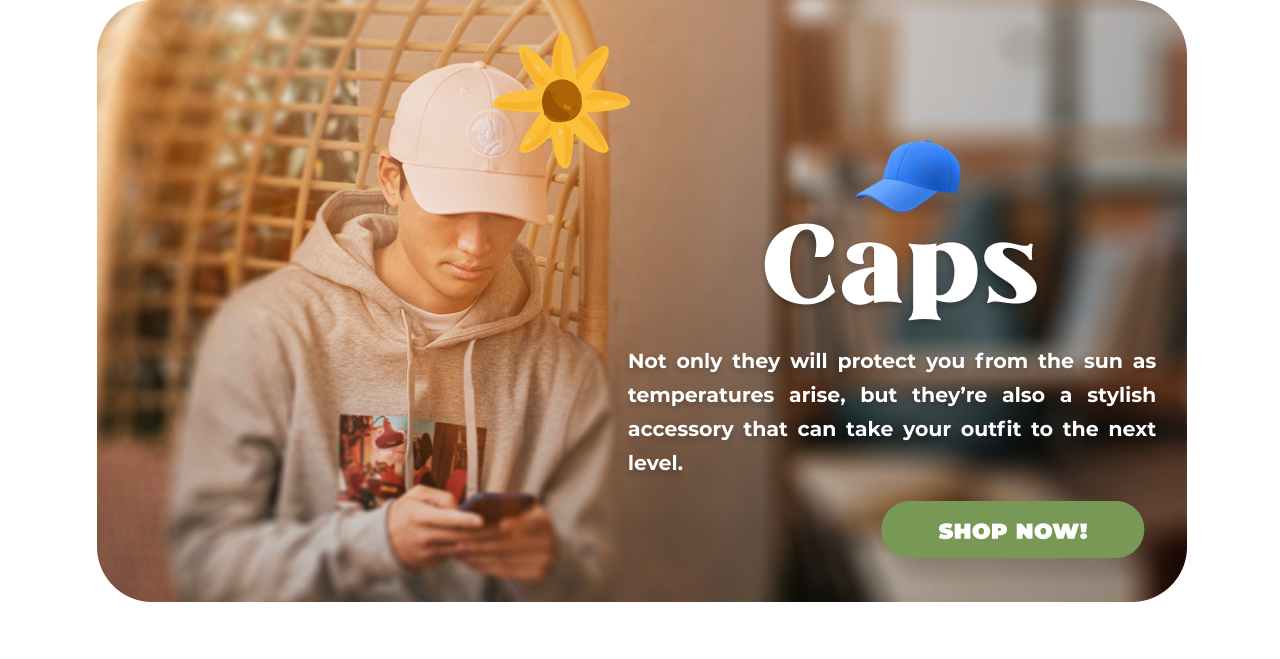 Caps
Not only they will protect you from the sun as
temperatures arise, but they’re also a stylish
accessory that can take your outfit to the next
level.
SHOP NOW!